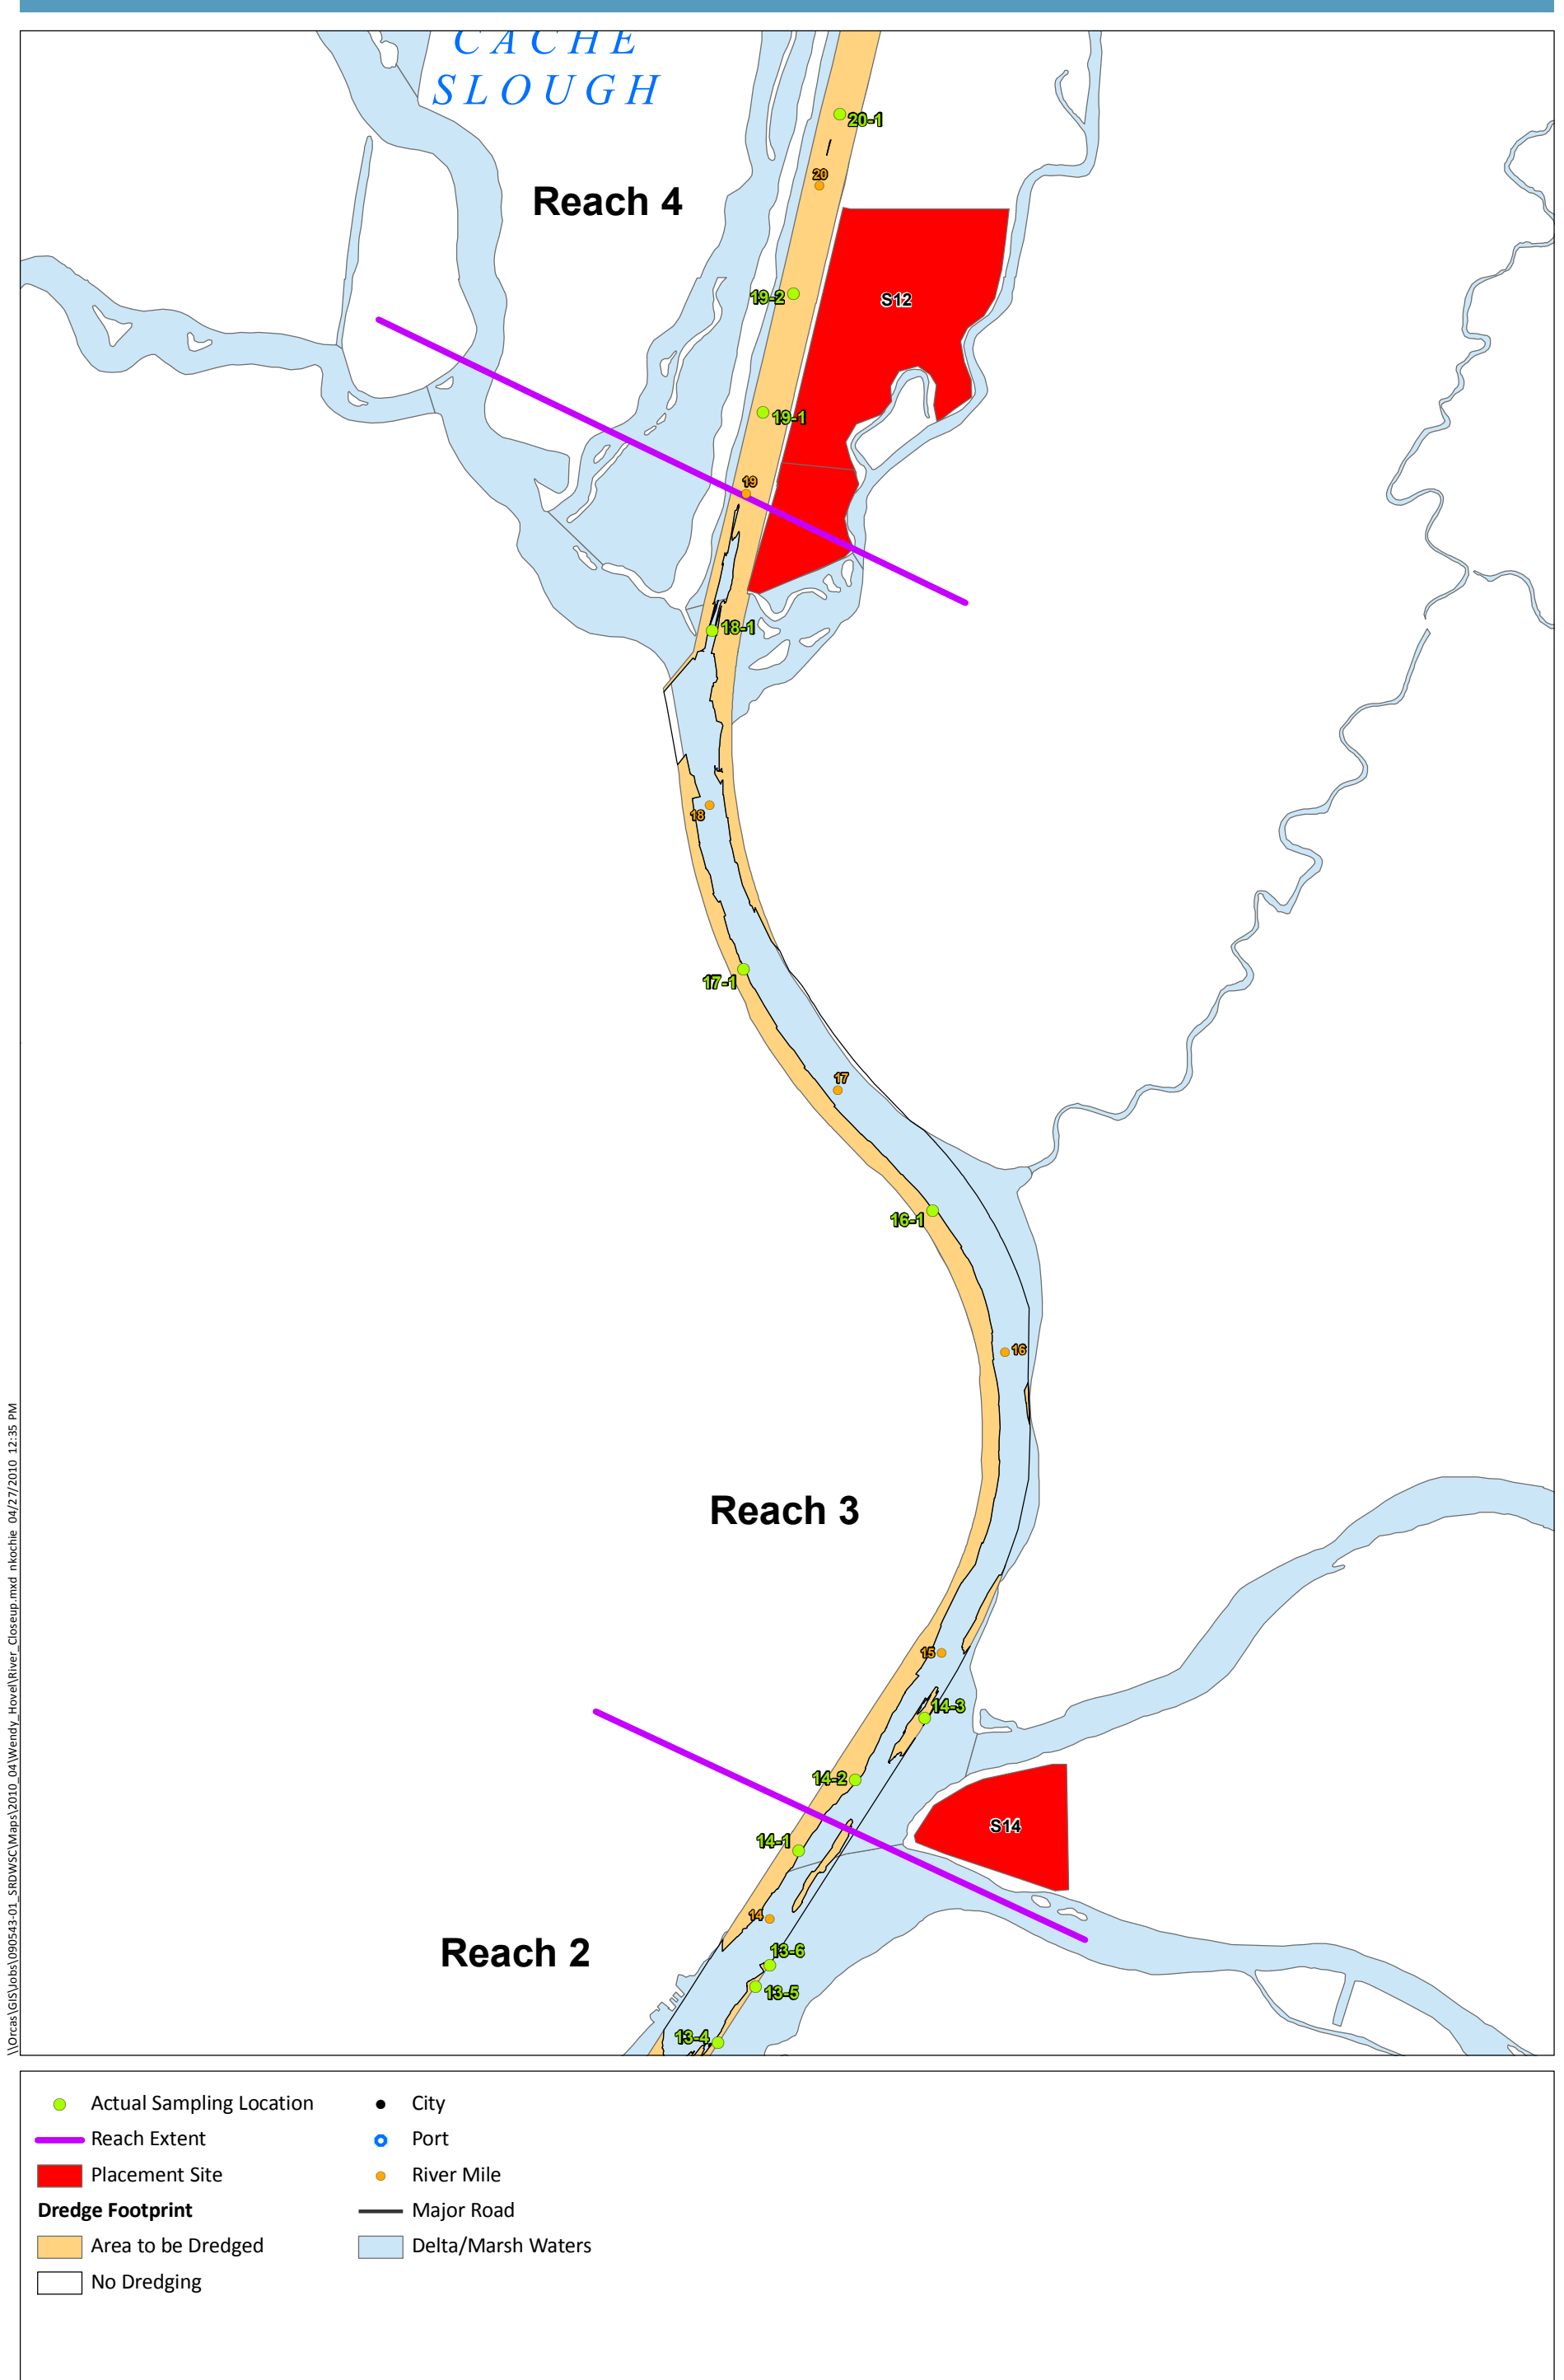 CACHE
SLOUGH
20-1
20
Reach 4
19-2
S12
19-1
19
18-1
18
17-1
17
16-1
16
Reach 3
15
14-3
14-2
S14
14-1
14
Reach 2
13-6
13-5
13-4
\\Orcas\GIS\Jobs\090543-01_SRDWSC\Maps\2010_04\Wendy_Hovel\River_Closeup.mxd nkochie 04/27/2010 12:35 PM
Actual Sampling Location
Reach Extent
Placement Site
Dredge Footprint
Area to be Dredged
No Dredging
City
Port
River Mile
Major Road
Delta/Marsh Waters